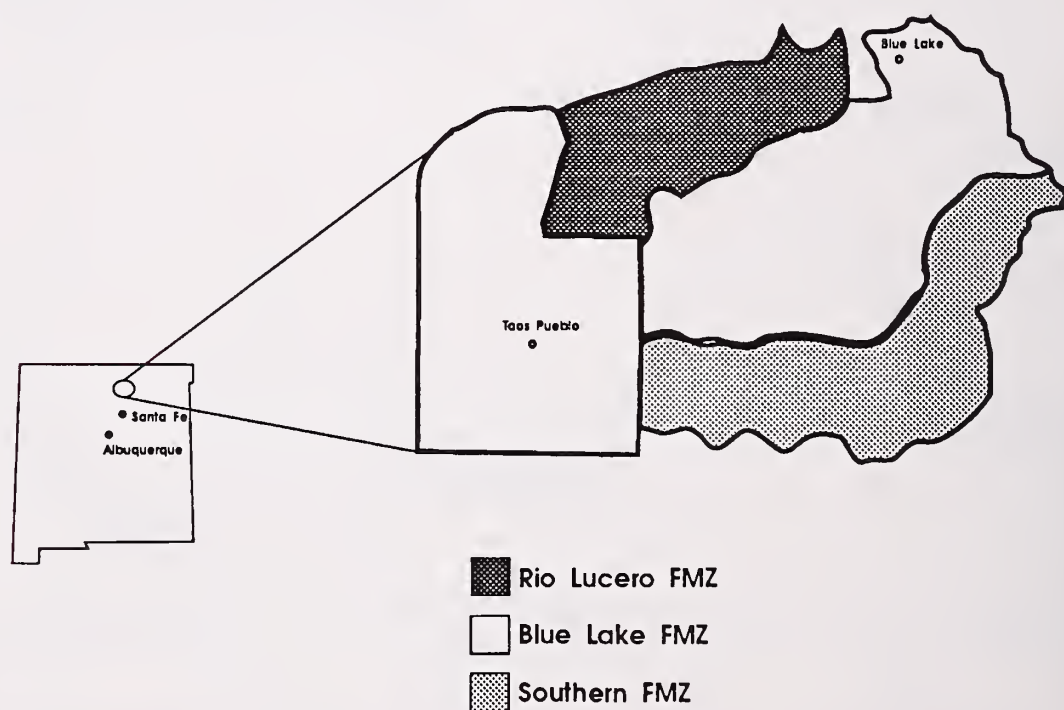 Blue Lake
Taos Pueblo
Santa Fe
Albuquerque
Rio Lucero FMZ
Blue Lake FMZ
Southern FMZ